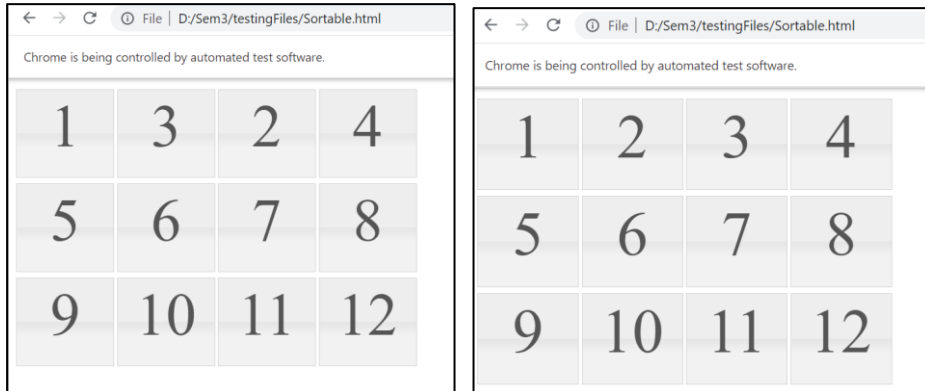 File | D:/Sem3/testingFiles/Sortable.html
Chrome is being controlled by automated test software.
1 3 2 4
5 6 7 8
9 10 11 12
File | D:/Sem3/testingFiles/Sortable.html
Chrome is being controlled by automated test software.
1 2 3 4
5 6 7 8
9 10 11 12